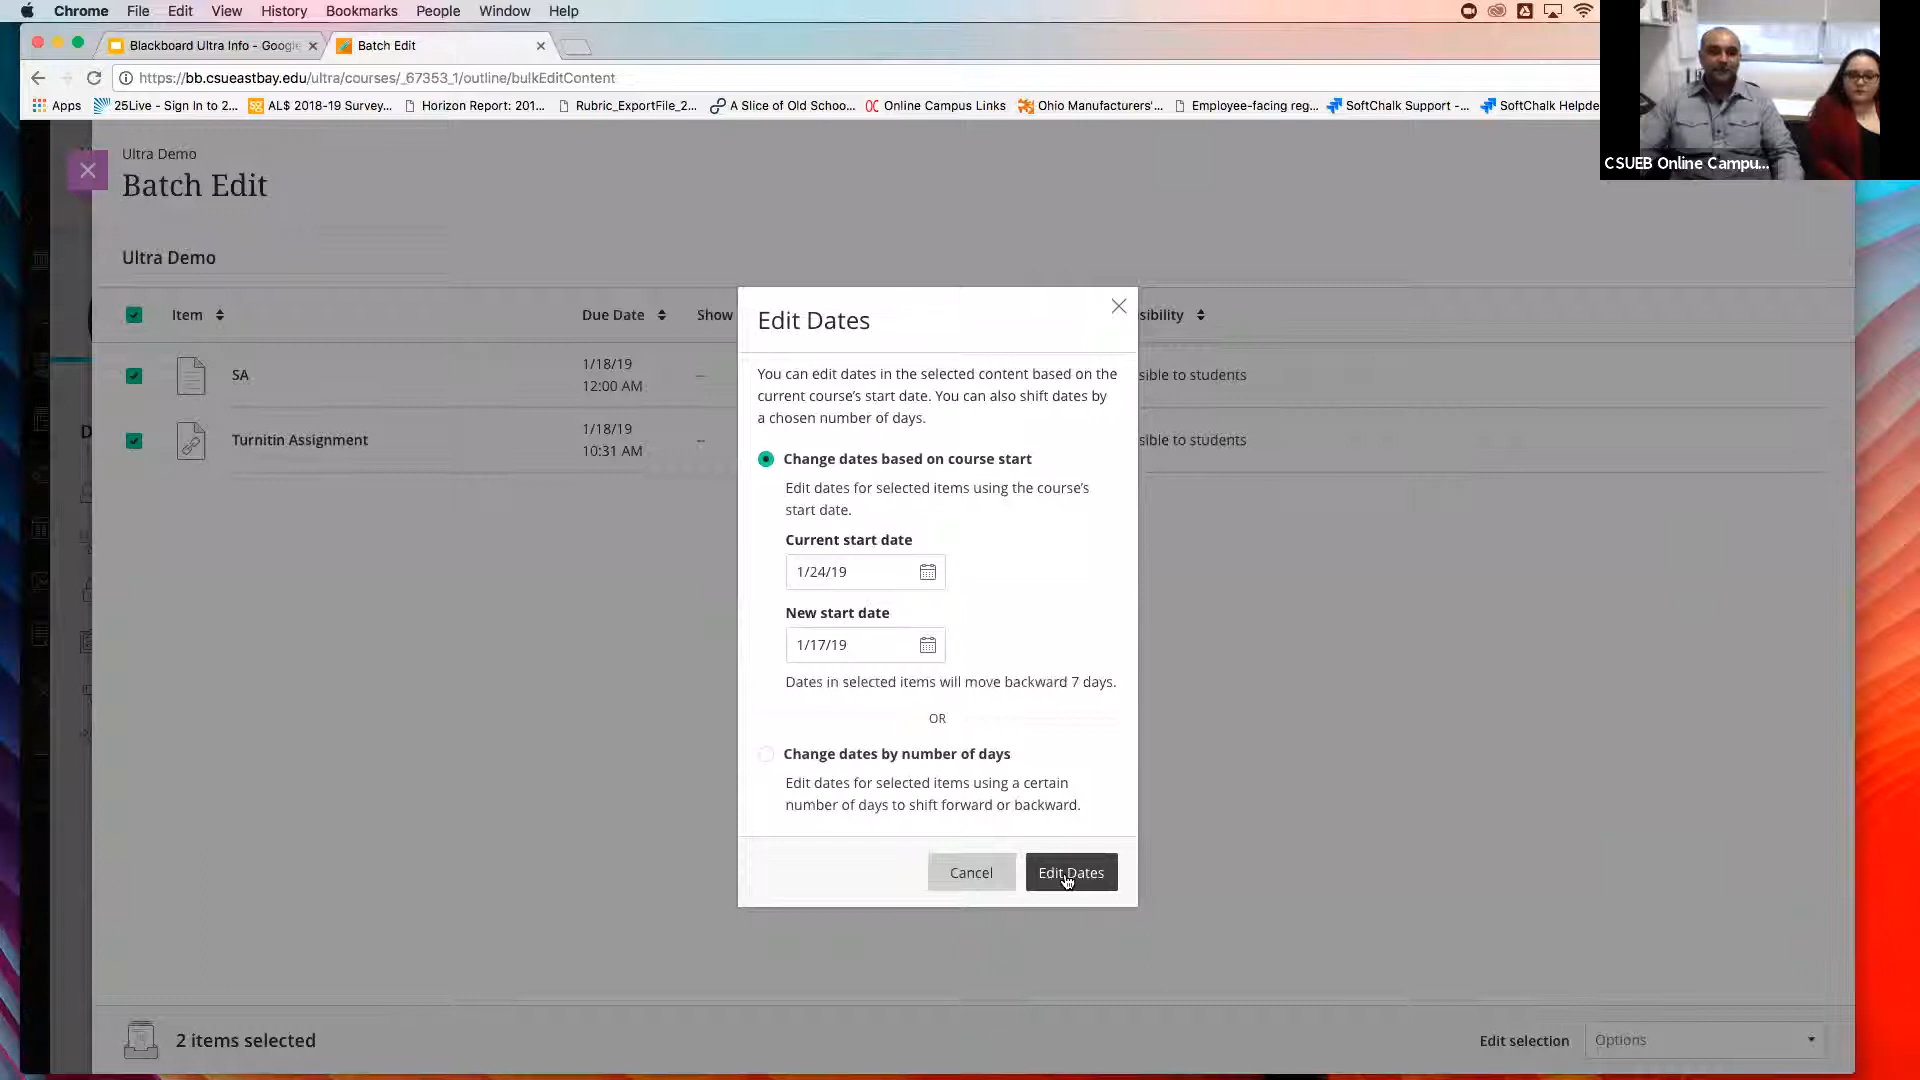 Chrome File Edit View History Bookmarks People Window Help
Blackboard Ultra Info - Google
Batch Edit
https://bb.csueastbay.edu/ultra/courses/_67353_1/outline/bulkEditContent
Apps 25Live - Sign In to 2... AL$ 2018-19 Survey... Horizon Report: 201... Rubric_ExportFile_2... A Slice of Old Schoo... Online Campus Links Ohio Manufacturers'... Employee-facing reg... SoftChalk Support -... SoftChalk Helpde
CSUEB Online Campu...
Ultra Demo
Batch Edit
Ultra Demo
Item Due Date Show sibility
SA 1/18/19 12:00 AM -- sible to students
Turnitin Assignment 1/18/19 10:31 AM -- sible to students
Edit Dates
You can edit dates in the selected content based on the
current course's start date. You can also shift dates by
a chosen number of days.
Change dates based on course start
Edit dates for selected items using the course's
start date.
Current start date
1/24/19
New start date
1/17/19
Dates in selected items will move backward 7 days.
OR
Change dates by number of days
Edit dates for selected items using a certain
number of days to shift forward or backward.
Cancel Edit Dates
2 items selected
Edit selection Options